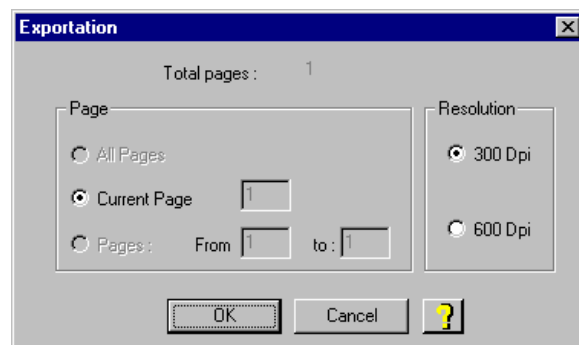 Exportation
Total pages : 1
Page
All Pages
Current Page 1
Pages : From 1 to : 1
Resolution
300 Dpi
600 Dpi
OK Cancel ?